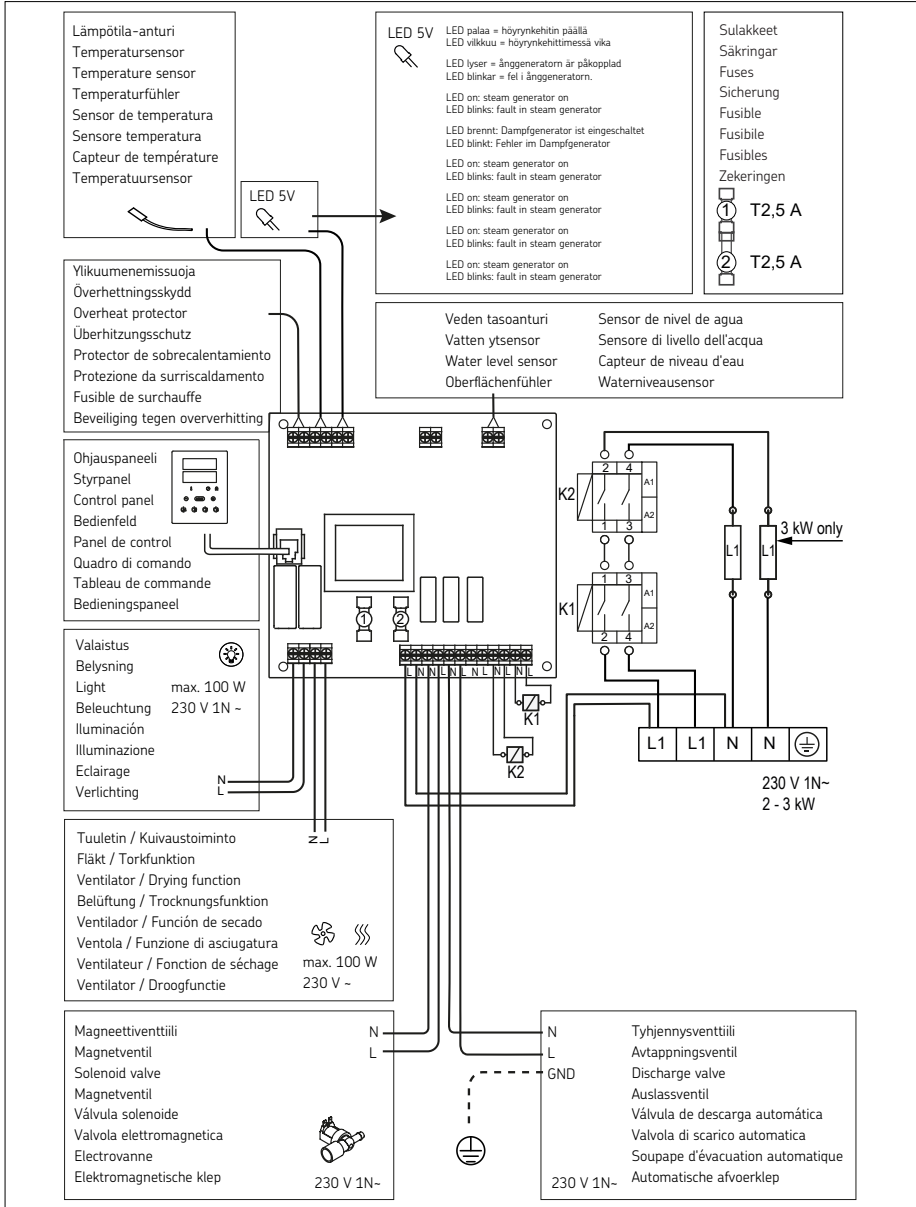 Lämpötila-anturi
Temperatursensor
Temperature sensor
Temperaturfühler
Sensor de temperatura
Sensore temperatura
Capteur de température
Temperatuursensor
LED 5V
LED 5V
LED palaa = höyrynkehitin päällä
LED vilkkuu = höyrynkehittimessä vika
LED lyser = ånggeneratorn är påkopplad
LED blinkar = fel i ånggeneratorn.
LED on: steam generator on
LED blinks: fault in steam generator
LED brennt: Dampfgenerator ist eingeschaltet
LED blinkt: Fehler im Dampfgenerator
LED on: steam generator on
LED blinks: fault in steam generator
LED on: steam generator on
LED blinks: fault in steam generator
LED on: steam generator on
LED blinks: fault in steam generator
LED on: steam generator on
LED blinks: fault in steam generator
Sulakkeet
Säkringar
Fuses
Sicherung
Fusible
Fusibile
Fusibles
Zekeringen
1 T2,5 A
2 T2,5 A
Ylikuumenemissuoja
Överhettningsskydd
Overheat protector
Überhitzungsschutz
Protector de sobrecalentamiento
Protezione da surriscaldamento
Fusible de surchauffe
Beveiliging tegen oververhitting
Veden tasoanturi
Vatten ytsensor
Water level sensor
Oberflächenfühler
Sensor de nivel de agua
Sensore di livello dell'acqua
Capteur de niveau d'eau
Waterniveausensor
Ohjauspaneeli
Styrpanel
Control panel
Bedienfeld
Panel de control
Quadro di comando
Tableau de commande
Bedieningspaneel
1 2
2 4
A1
K2
A2
1 3
1 3
A1
K1
A2
2 4
L1 L1
3 kW only
Valaistus
Belysning
Light
Beleuchtung
Iluminación
Illuminazione
Eclairage
Verlichting
max. 100 W
230 V 1N ~
N
L
N L
L N N L N L N L N L N L
K1
K2
L1 L1 N N
230 V 1N~
2 - 3 kW
Tuuletin / Kuivaustoiminto
Fläkt / Torkfunktion
Ventilator / Drying function
Belüftung / Trocknungsfunktion
Ventilador / Función de secado
Ventola / Funzione di asciugatura
Ventilateur / Fonction de séchage
Ventilator / Droogfunctie
max. 100 W
230 V ~
Magneettiventtiili
Magnetventil
Solenoid valve
Magnetventil
Válvula solenoide
Valvola elettromagnetica
Electrovanne
Elektromagnetische klep
N
L
230 V 1N~
N
L
GND
Tyhjennysventtiili
Avtappningsventil
Discharge valve
Auslassventil
Válvula de descarga automática
Valvola di scarico automatica
Soupape d'évacuation automatique
Automatische afvoerklep
230 V 1N~